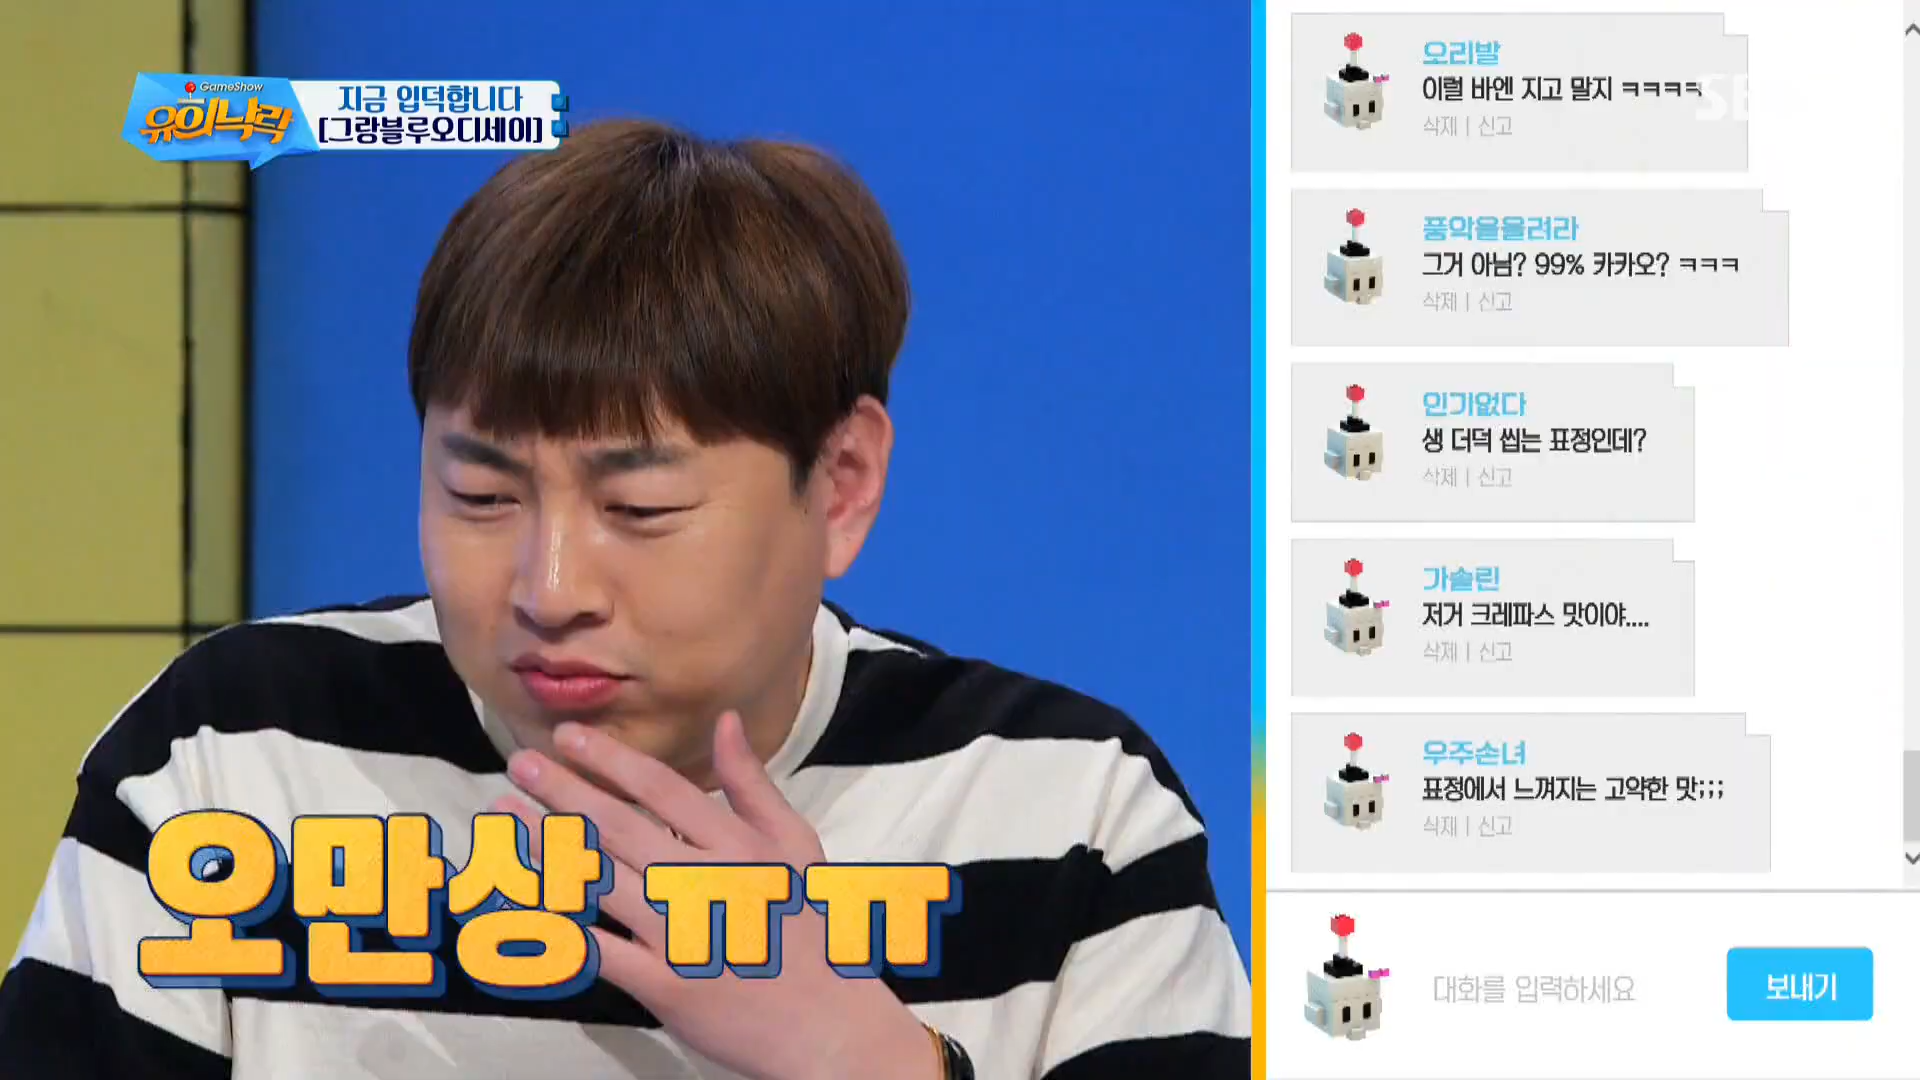 GameShow
유희낙락
지금 입덕합니다
[그랑블루오디세이]
오만상 ㅠㅠ
오리발
이럴 바엔 지고 말지 ㅋㅋㅋㅋ
삭제 | 신고
풍악을울려라
그거 아님? 99% 카카오? ㅋㅋㅋ
삭제 | 신고
인기없다
생 더덕 씹는 표정인데?
삭제 | 신고
가솔린
저거 크레파스 맛이야....
삭제 | 신고
우주손녀
표정에서 느껴지는 고약한 맛;;;
삭제 | 신고
대화를 입력하세요
보내기